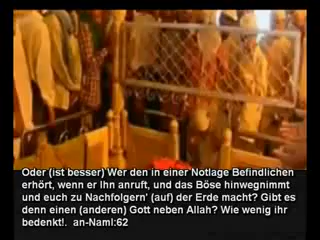 Oder (ist besser) Wer den in einer Notlage Befindlichen
erhört, wenn er Ihn anruft, und das Böse hinwegnimmt
und euch zu Nachfolgern' (auf) der Erde macht? Gibt es
denn einen (anderen) Gott neben Allah? Wie wenig ihr
bedenkt!.  an-Naml:62